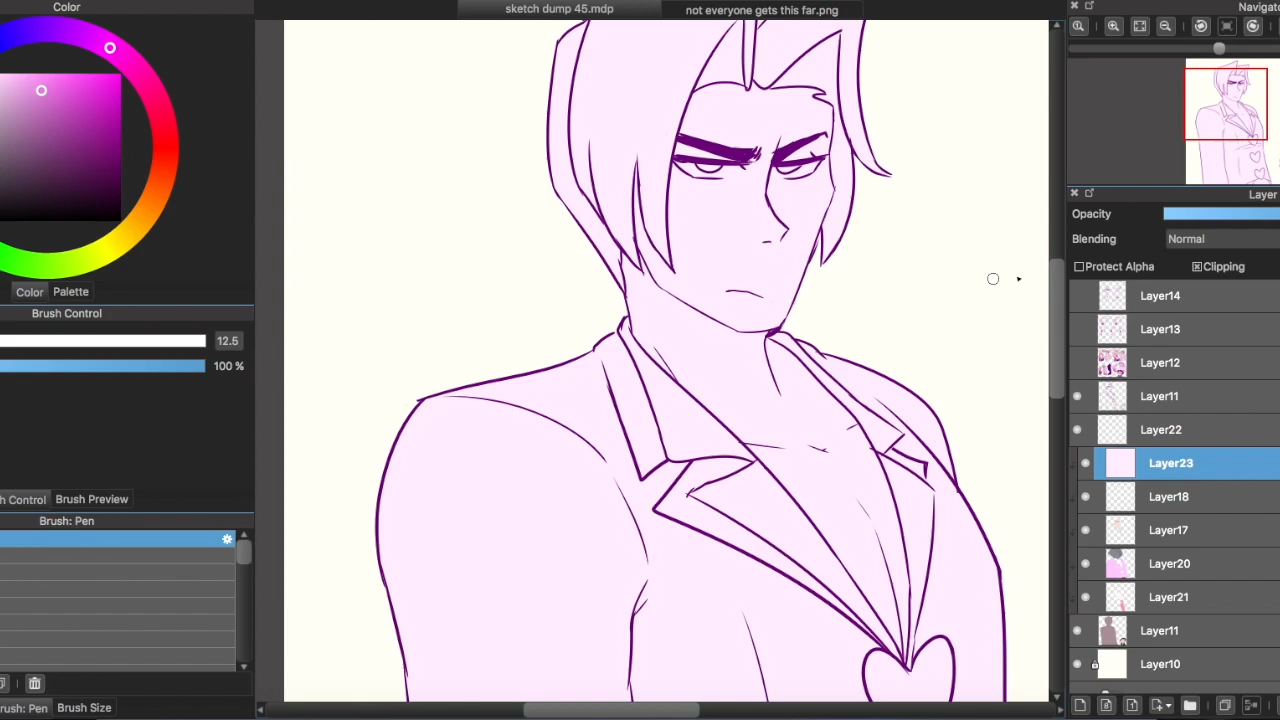 Color
sketch dump 45.mdp
not everyone gets this far.png
Navigato
Color
Palette
Brush Control
12.5
100 %
h Control
Brush Preview
Brush: Pen
rush: Pen
Brush Size
Layer
Opacity
Blending
Normal
Protect Alpha
Clipping
Layer14
Layer13
Layer12
Layer11
Layer22
Layer23
Layer18
Layer17
Layer20
Layer21
Layer11
Layer10